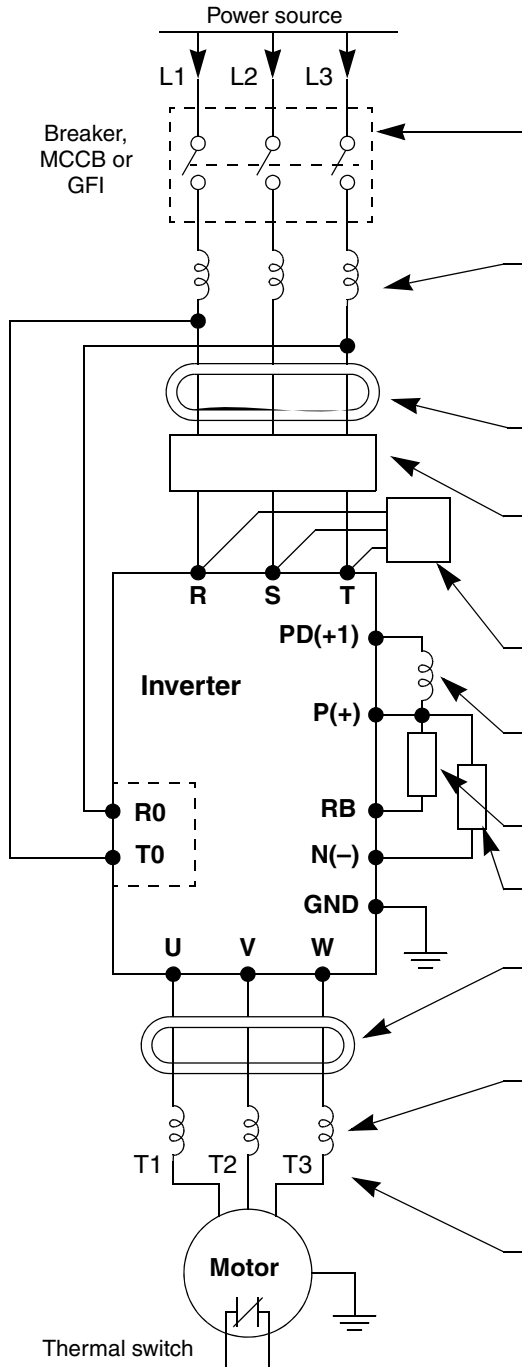 Power source
L1 L2 L3
Breaker,
MCCB or
GFI
R S T
PD(+1)
Inverter
P(+)
R0
RB
T0
N(–)
GND
U V W
T1 T2 T3
Motor
Thermal switch